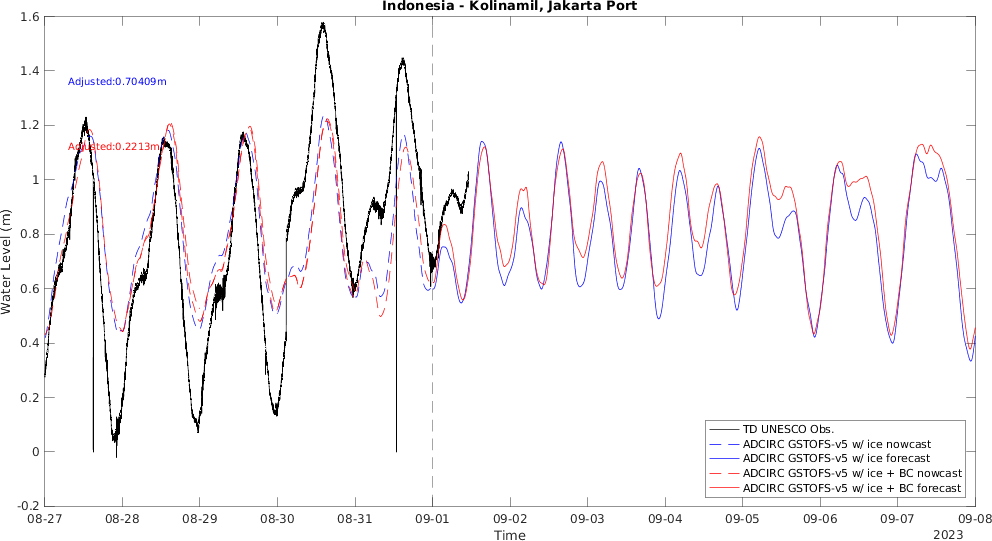 Indonesia - Kolinamil, Jakarta Port
1.6
1.4
1.2
1
0.8
0.6
0.4
0.2
0
-0.2
Water Level (m)
Adjusted:0.70409m
Adjusted:0.2213m
TD UNESCO Obs.
ADCIRC GSTOFS-v5 w/ ice nowcast
ADCIRC GSTOFS-v5 w/ ice forecast
ADCIRC GSTOFS-v5 w/ ice + BC nowcast
ADCIRC GSTOFS-v5 w/ ice + BC forecast
08-27 08-28 08-29 08-30 08-31 09-01 09-02 09-03 09-04 09-05 09-06 09-07 09-08
Time
2023